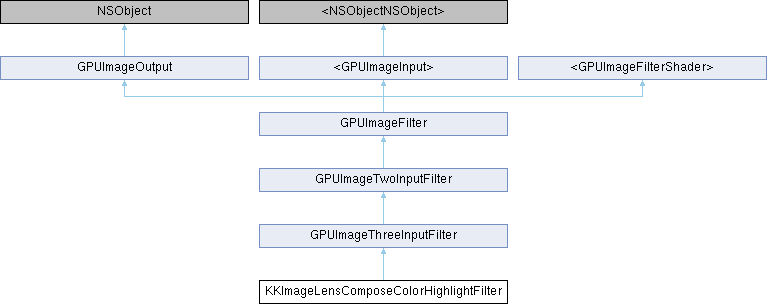 NSObject
<NSObjectNSObject>
GPUImageOutput
<GPUImageInput>
<GPUImageFilterShader>
GPUImageFilter
GPUImageTwoInputFilter
GPUImageThreeInputFilter
KKImageLensComposeColorHighlightFilter